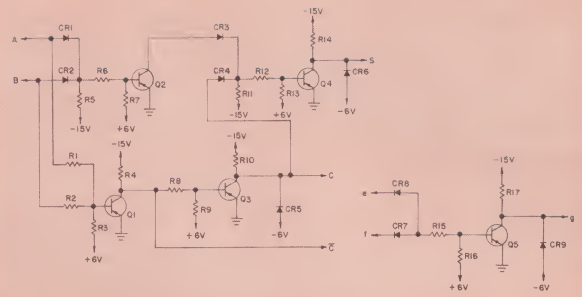 CR1
CR3
-15V
R14
A
S
B
CR2
R6
Q2
CR4
R12
Q4
CR6
R5
R7
R11
R13
-15V
+6V
-15V
+6V
-6V
-15V
-15V
R1
R4
R10
C
R2
R8
Q3
Q1
R9
CR5
R3
+6V
-6V
+6V
C̅
-15V
R17
e
CR8
f
CR7
R15
g
Q5
CR9
R16
+6V
-6V